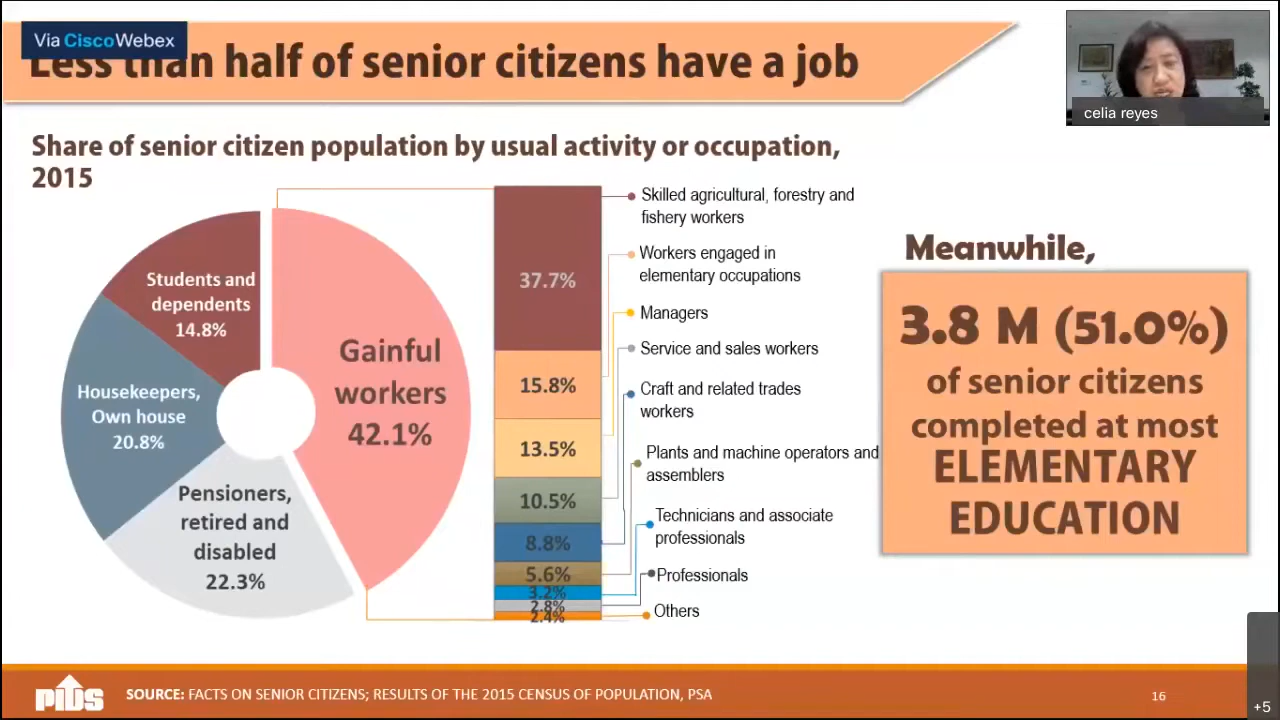 Via CiscoWebex
Less than half of senior citizens have a job
celia reyes
Share of senior citizen population by usual activity or occupation,
2015
Students and
dependents
14.8%
Housekeepers,
Own house
20.8%
Pensioners,
retired and
disabled
22.3%
Gainful
workers
42.1%
37.7%
15.8%
13.5%
10.5%
8.8%
5.6%
3.2%
2.8%
2.4%
Skilled agricultural, forestry and
fishery workers
Workers engaged in
elementary occupations
Managers
Service and sales workers
Craft and related trades
workers
Plants and machine operators and
assemblers
Technicians and associate
professionals
Professionals
Others
Meanwhile,
3.8 M (51.0%)
of senior citizens
completed at most
ELEMENTARY
EDUCATION
PIDS
SOURCE: FACTS ON SENIOR CITIZENS; RESULTS OF THE 2015 CENSUS OF POPULATION, PSA
16
+5